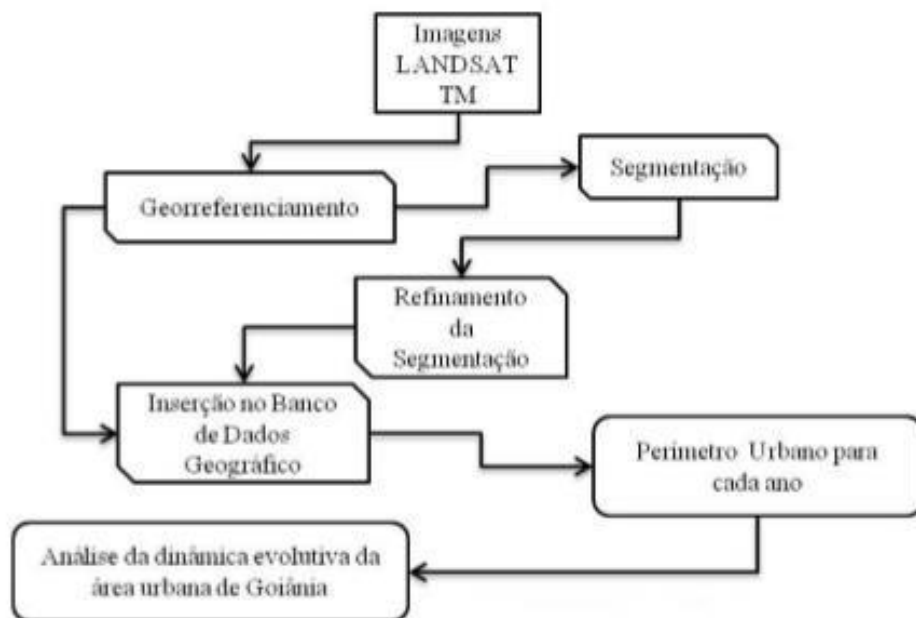 Imagens
LANDSAT
TM
Segmentação
Georreferenciamento
Refinamento
da
Segmentação
Inserção no Banco
de Dados
Geográfico
Perimetro Urbano para
cada ano
Análise da dinâmica evolutiva da
área urbana de Goiânia